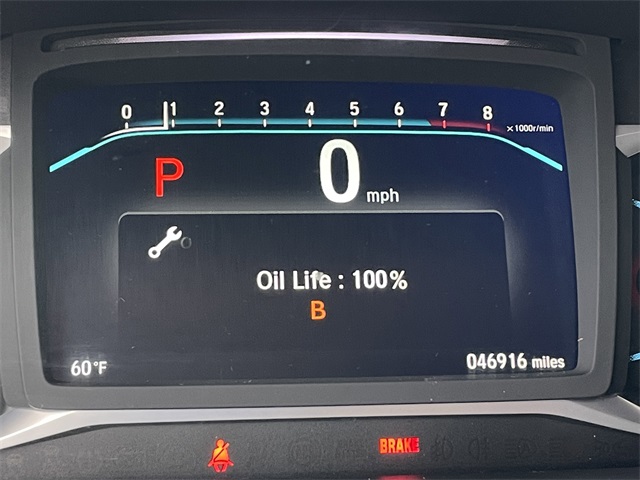 0 1 2 3 4 5 6 7 8 ×1000r/min
P 0 mph
Oil Life : 100%
B
60°F 046916 miles
BRAKE